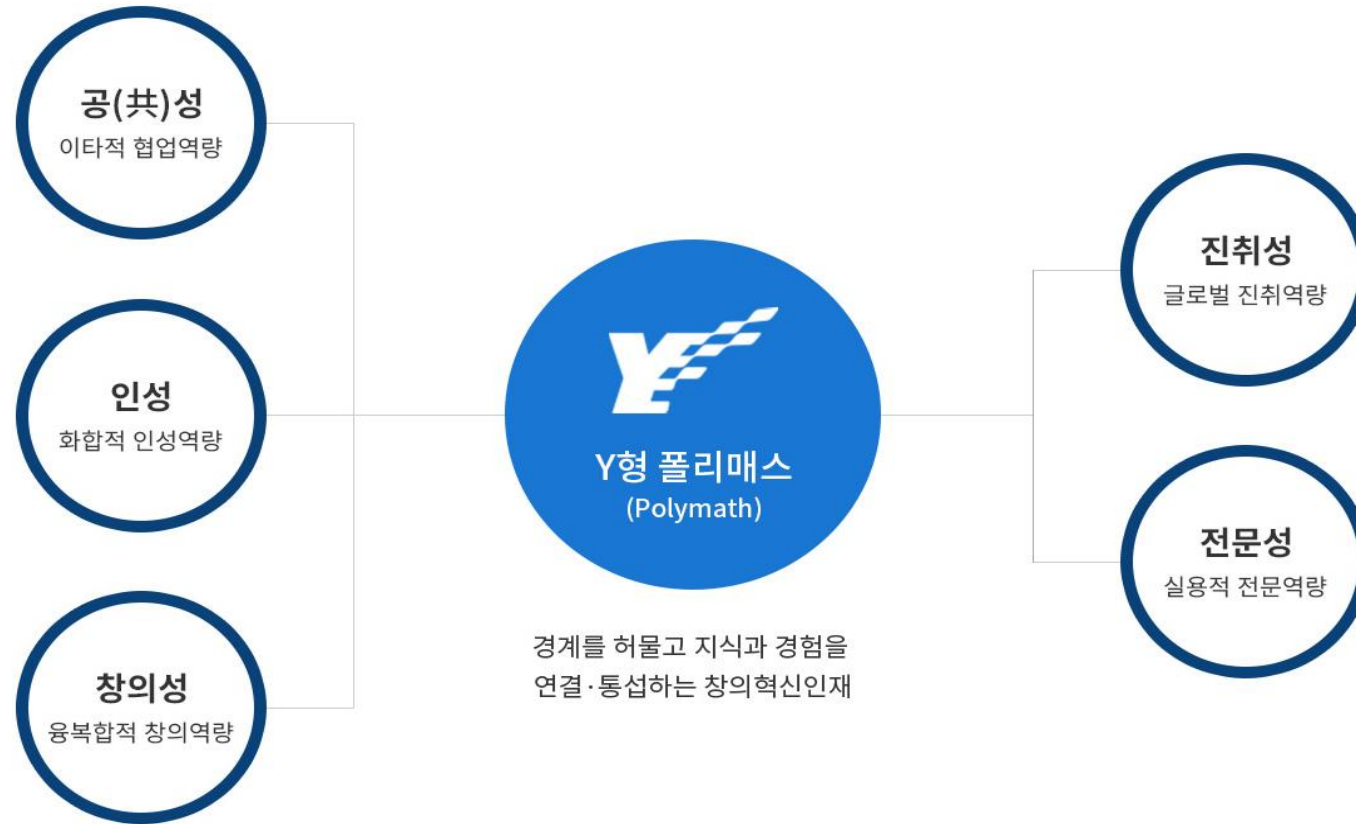 공(共)성
이타적 협업역량
인성
화합적 인성역량
창의성
융복합적 창의역량
YE
Y형 폴리매스
(Polymath)
경계를 허물고 지식과 경험을
연결·통섭하는 창의혁신인재
진취성
글로벌 진취역량
전문성
실용적 전문역량